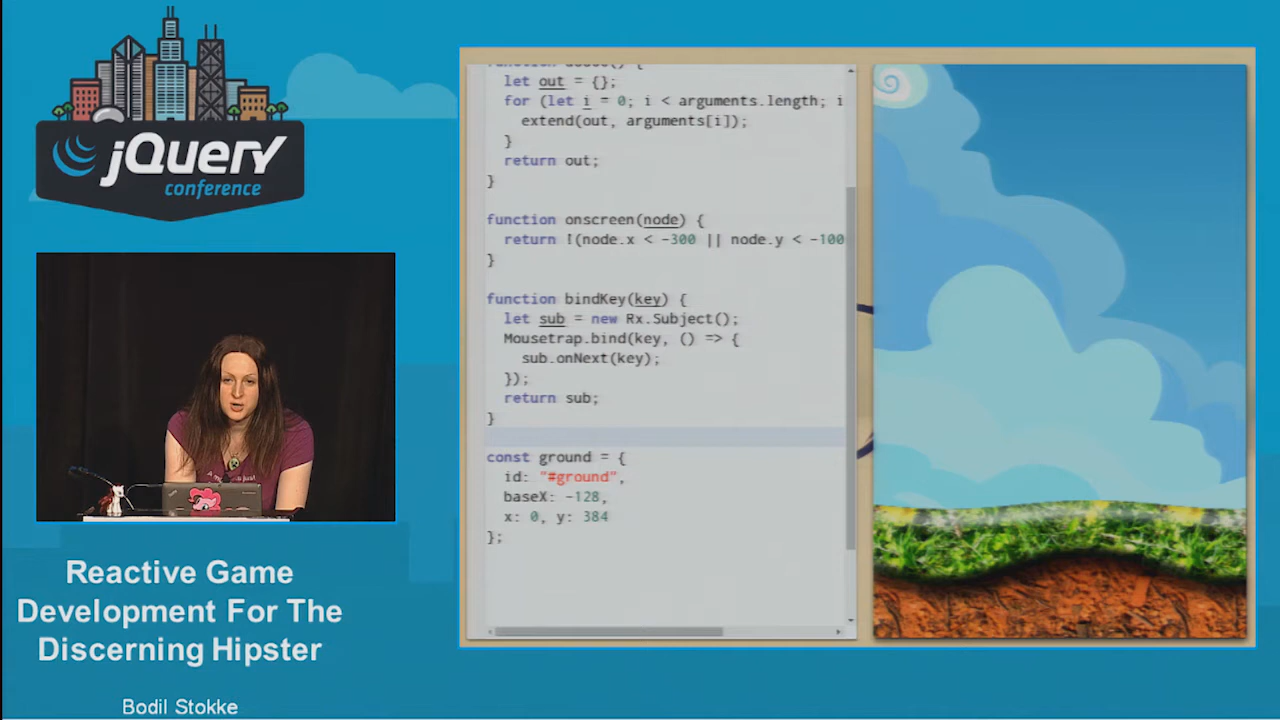 jQuery
conference
Reactive Game
Development For The
Discerning Hipster
Bodil Stokke
let out = {};
for (let i = 0; i < arguments.length; i
extend(out, arguments[i]);
}
return out;
}
function onscreen(node) {
return !(node.x < -300 || node.y < -100
}
function bindKey(key) {
let sub = new Rx.Subject();
Mousetrap.bind(key, () => {
sub.onNext(key);
});
return sub;
}
const ground = {
id: "#ground",
baseX: -128,
x: 0, y: 384
};